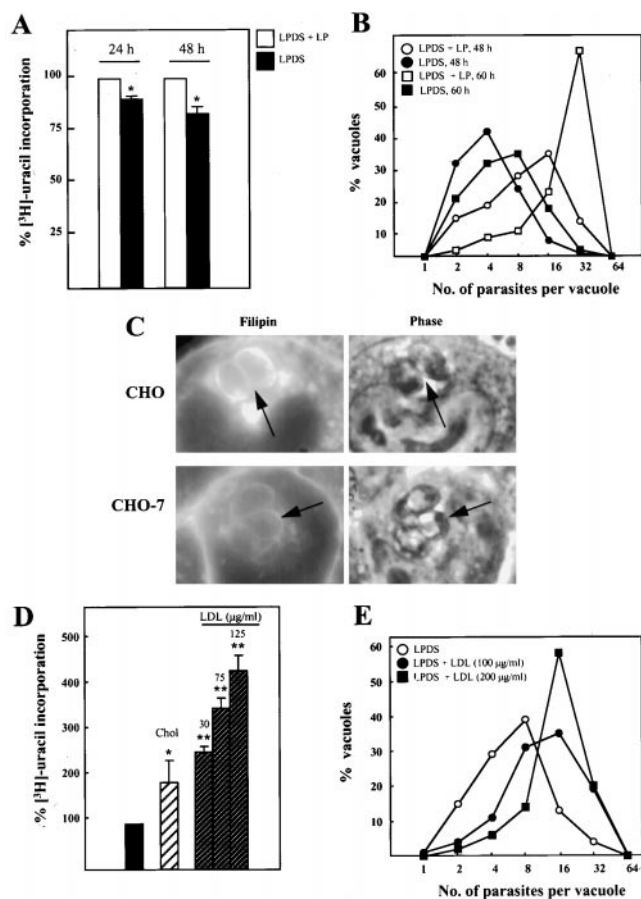 A
24 h
48 h
LPDS + LP
LPDS
% [³H]-uracil incorporation
100
75
50
25
*
*
B
LPDS + LP, 48 h
LPDS, 48 h
LPDS + LP, 60 h
LPDS, 60 h
% vacuoles
60
50
40
30
20
10
1 2 4 8 16 32 64
No. of parasites per vacuole
C
Filipin
Phase
CHO
CHO-7
D
LDL (µg/ml)
% [³H]-uracil incorporation
500
400
300
200
100
Chol
*
30
**
75
**
125
**
E
LPDS
LPDS + LDL (100 µg/ml)
LPDS + LDL (200 µg/ml)
% vacuoles
60
50
40
30
20
10
1 2 4 8 16 32 64
No. of parasites per vacuole